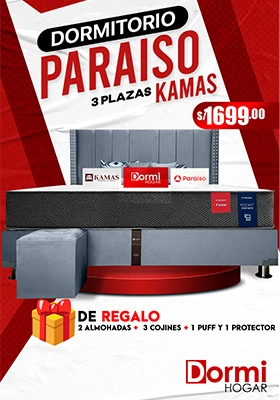 DORMITORIO
PARAISO
3 PLAZAS KAMAS
S/1699.00
KAMAS
Dormi
HOGAR
Paraiso
POCKET
DE REGALO
2 ALMOHADAS + 3 COJINES + 1 PUFF Y 1 PROTECTOR
Dormi
HOGAR